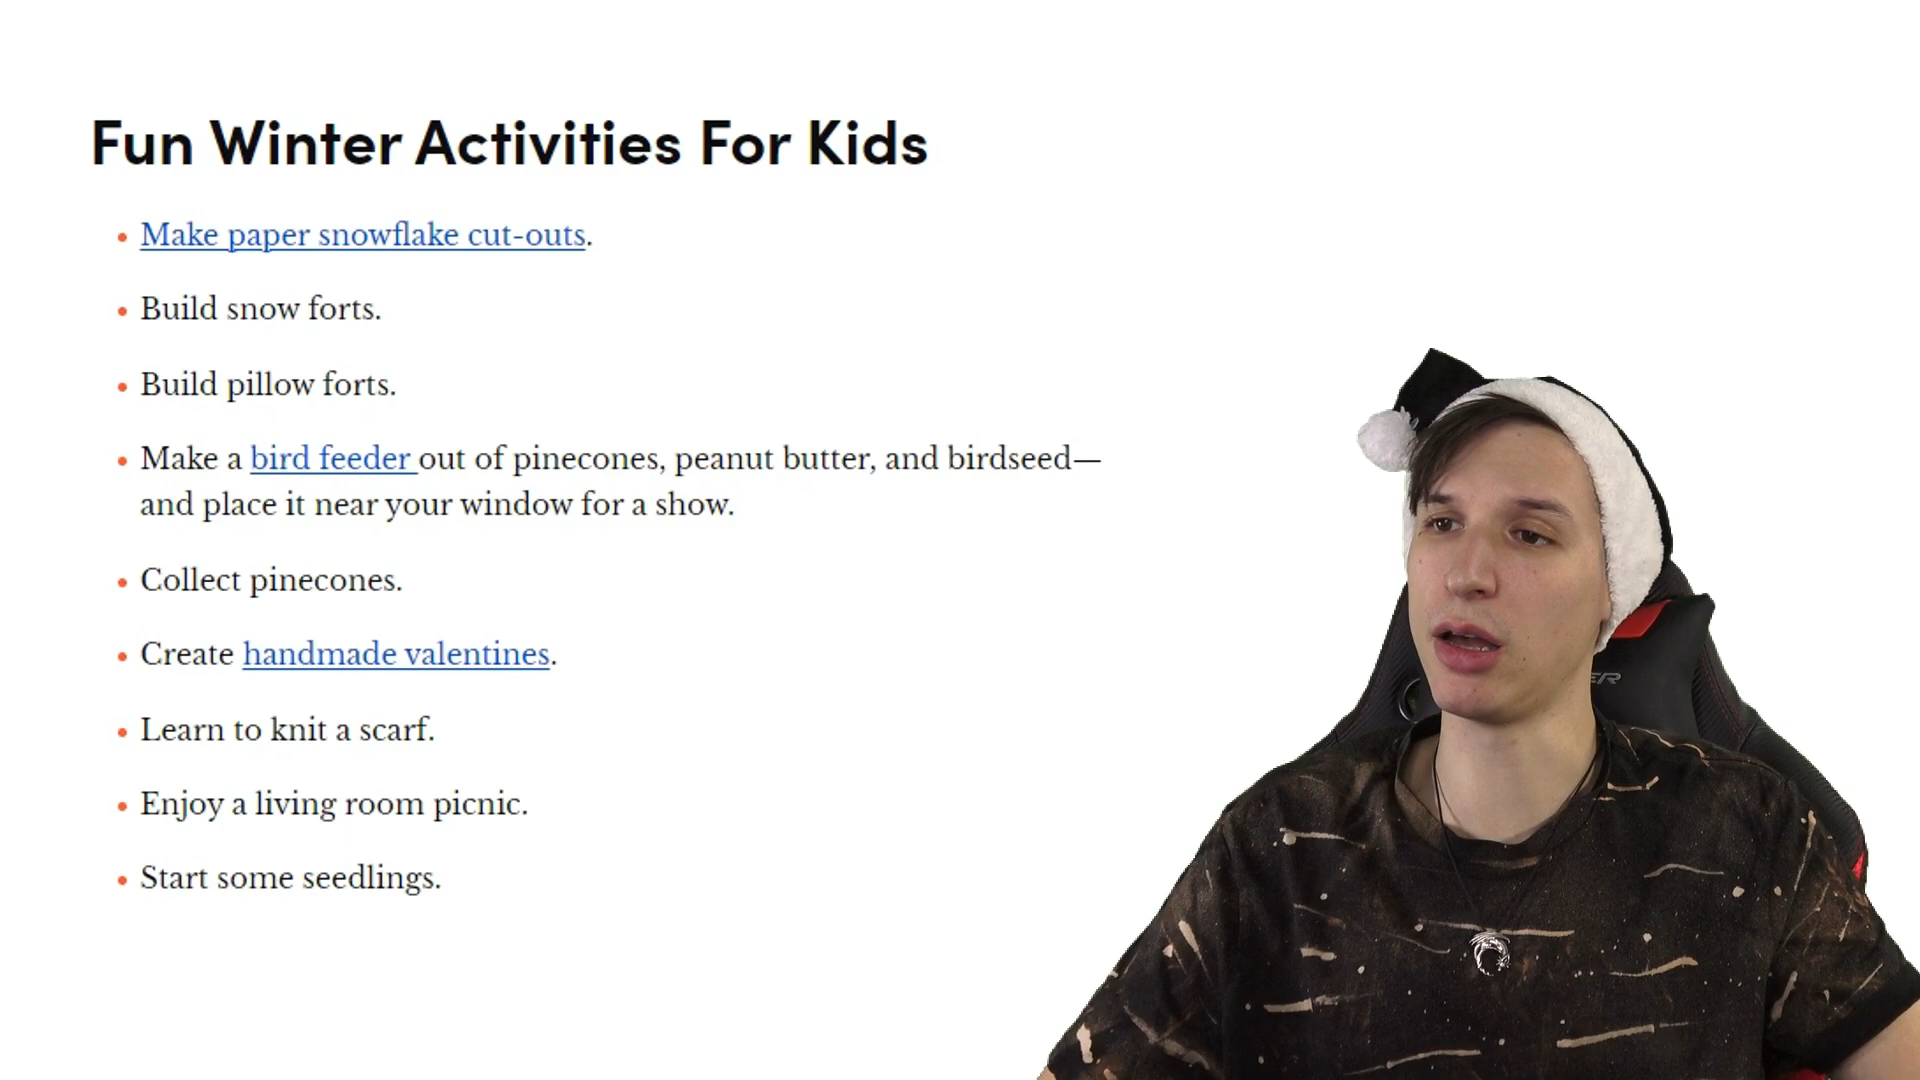 Fun Winter Activities For Kids
Make paper snowflake cut-outs.
Build snow forts.
Build pillow forts.
Make a bird feeder out of pinecones, peanut butter, and birdseed—
and place it near your window for a show.
Collect pinecones.
Create handmade valentines.
Learn to knit a scarf.
Enjoy a living room picnic.
Start some seedlings.